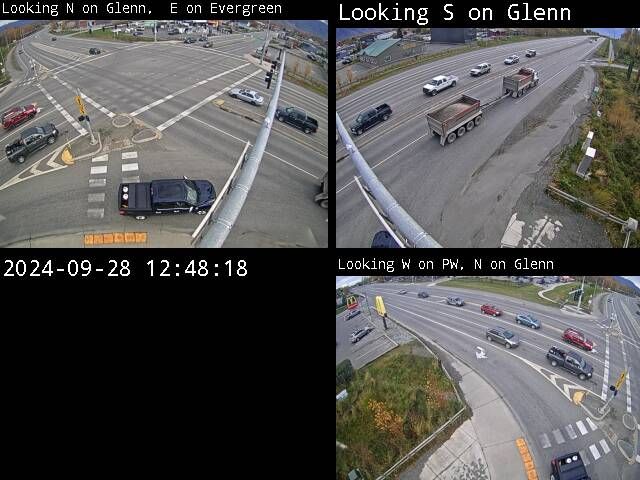 Looking N on Glenn,  E on Evergreen
Looking S on Glenn
2024-09-28 12:48:18
Looking W on PW, N on Glenn